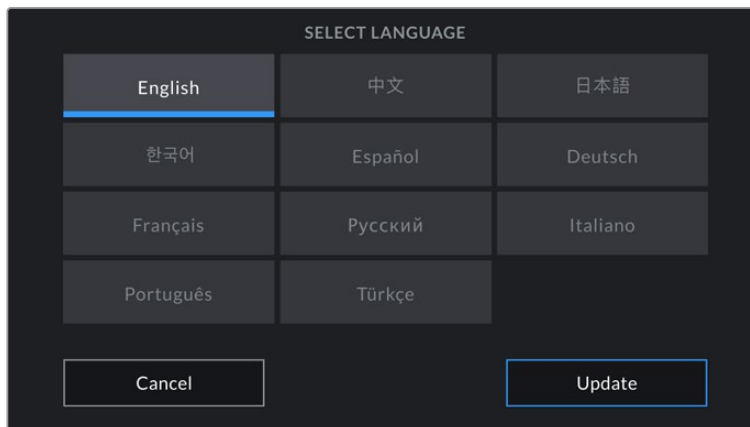 SELECT LANGUAGE
English 中文 日本語
한국어 Español Deutsch
Français Русский Italiano
Português Türkçe
Cancel Update